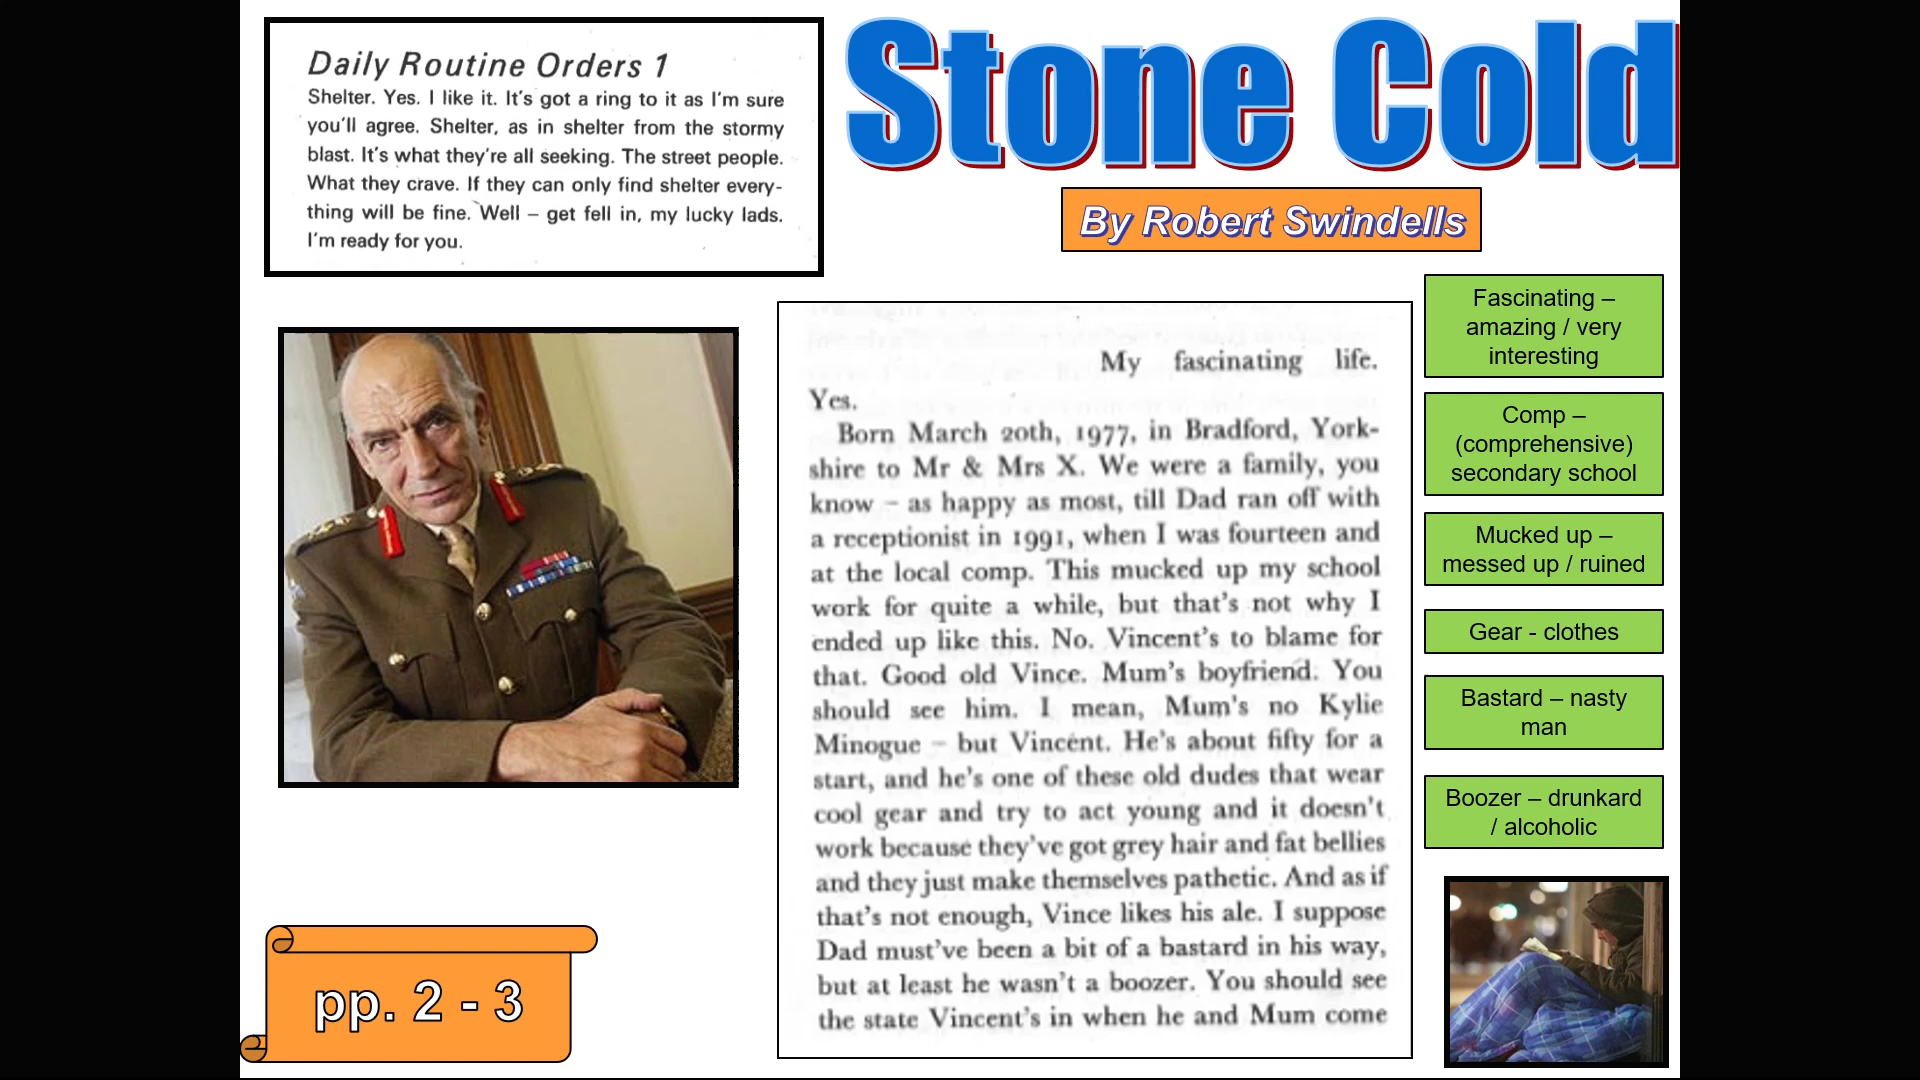 Daily Routine Orders 1
Shelter. Yes. I like it. It's got a ring to it as I'm sure
you'll agree. Shelter, as in shelter from the stormy
blast. It's what they're all seeking. The street people.
What they crave. If they can only find shelter every-
thing will be fine. Well – get fell in, my lucky lads.
I'm ready for you.
Stone Cold
By Robert Swindells
My fascinating life.
Yes.
Born March 20th, 1977, in Bradford, York-
shire to Mr & Mrs X. We were a family, you
know – as happy as most, till Dad ran off with
a receptionist in 1991, when I was fourteen and
at the local comp. This mucked up my school
work for quite a while, but that's not why I
ended up like this. No. Vincent's to blame for
that. Good old Vince. Mum's boyfriend. You
should see him. I mean, Mum's no Kylie
Minogue – but Vincent. He's about fifty for a
start, and he's one of these old dudes that wear
cool gear and try to act young and it doesn't
work because they've got grey hair and fat bellies
and they just make themselves pathetic. And as if
that's not enough, Vince likes his ale. I suppose
Dad must've been a bit of a bastard in his way,
but at least he wasn't a boozer. You should see
the state Vincent's in when he and Mum come
Fascinating –
amazing / very
interesting
Comp –
(comprehensive)
secondary school
Mucked up –
messed up / ruined
Gear - clothes
Bastard – nasty
man
Boozer – drunkard
/ alcoholic
pp. 2 - 3